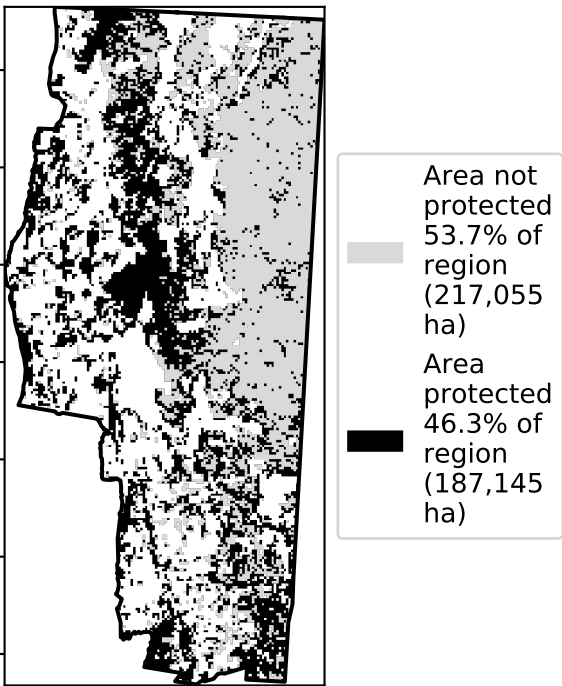 Area not
protected
53.7% of
region
(217,055
ha)
Area
protected
46.3% of
region
(187,145
ha)